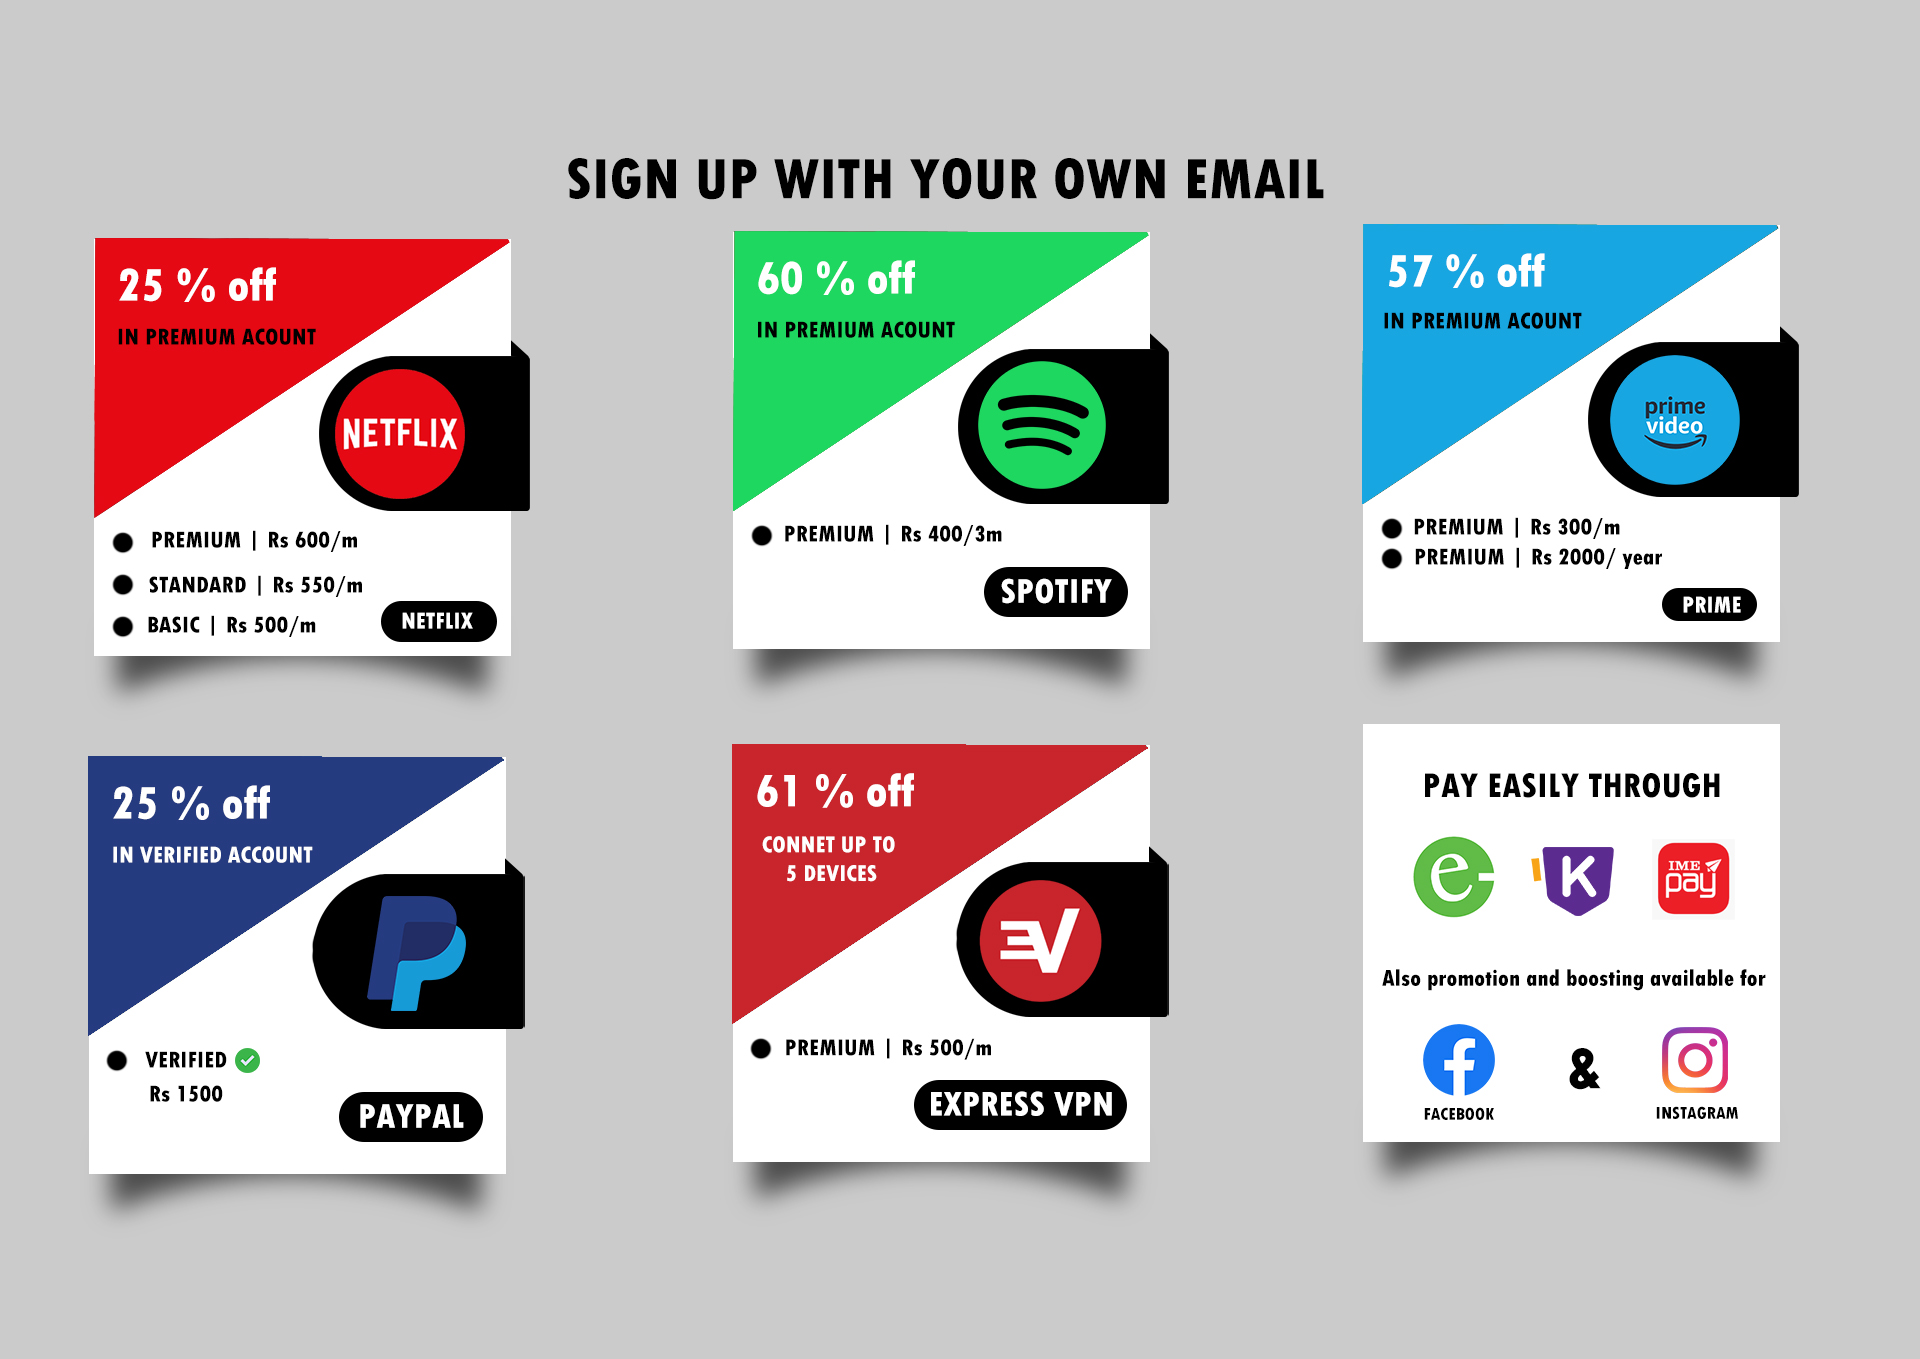 SIGN UP WITH YOUR OWN EMAIL
25 % off
IN PREMIUM ACOUNT
NETFLIX
PREMIUM | Rs 600/m
STANDARD | Rs 550/m
BASIC | Rs 500/m
NETFLIX
60 % off
IN PREMIUM ACOUNT
PREMIUM | Rs 400/3m
SPOTIFY
57 % off
IN PREMIUM ACOUNT
prime
video
PREMIUM | Rs 300/m
PREMIUM | Rs 2000/ year
PRIME
25 % off
IN VERIFIED ACCOUNT
VERIFIED
Rs 1500
PAYPAL
61 % off
CONNET UP TO
5 DEVICES
PREMIUM | Rs 500/m
EXPRESS VPN
PAY EASILY THROUGH
e
K
IME
pay
Also promotion and boosting available for
&
FACEBOOK
INSTAGRAM